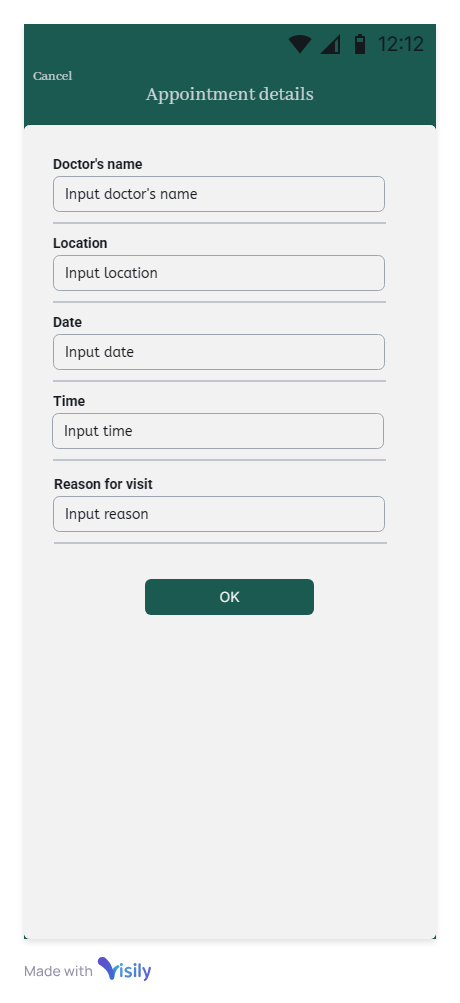 12:12
Cancel
Appointment details
Doctor's name
Input doctor's name
Location
Input location
Date
Input date
Time
Input time
Reason for visit
Input reason
OK
Made with Visily